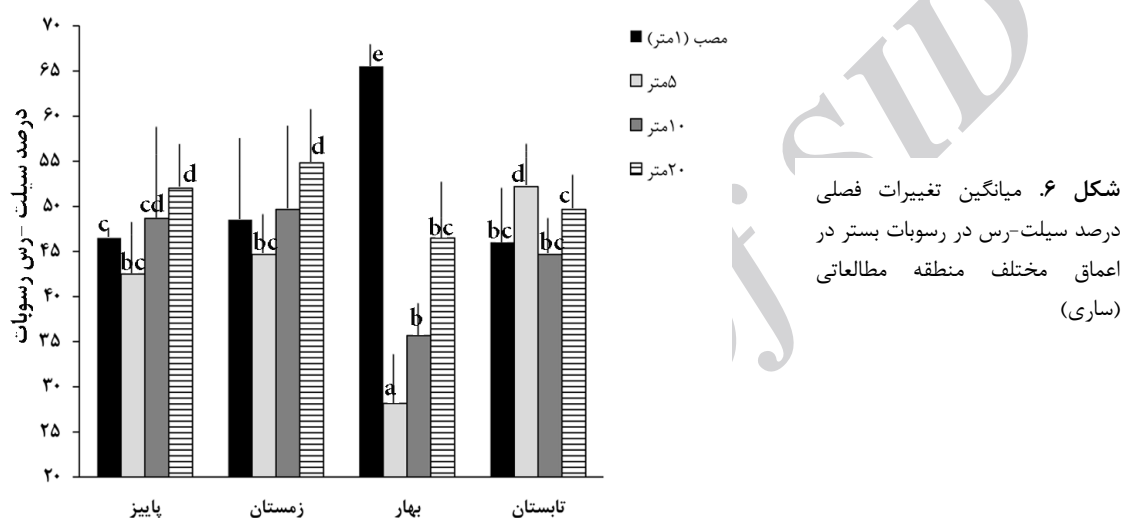 ۷۰
۶۵
۶۰
۵۵
۵۰
۴۵
۴۰
۳۵
۳۰
۲۵
۲۰
درصد سیلت -رس رسوبات
c
bc
cd
d
bc
d
e
a
b
bc
bc
d
bc
c
پاییز
زمستان
بهار
تابستان
مصب (۱متر)
۵متر
۱۰متر
۲۰متر
شکل ۶. میانگین تغییرات فصلی
درصد سیلت-رس در رسوبات بستر در
اعماق مختلف منطقه مطالعاتی
(ساری)
SID